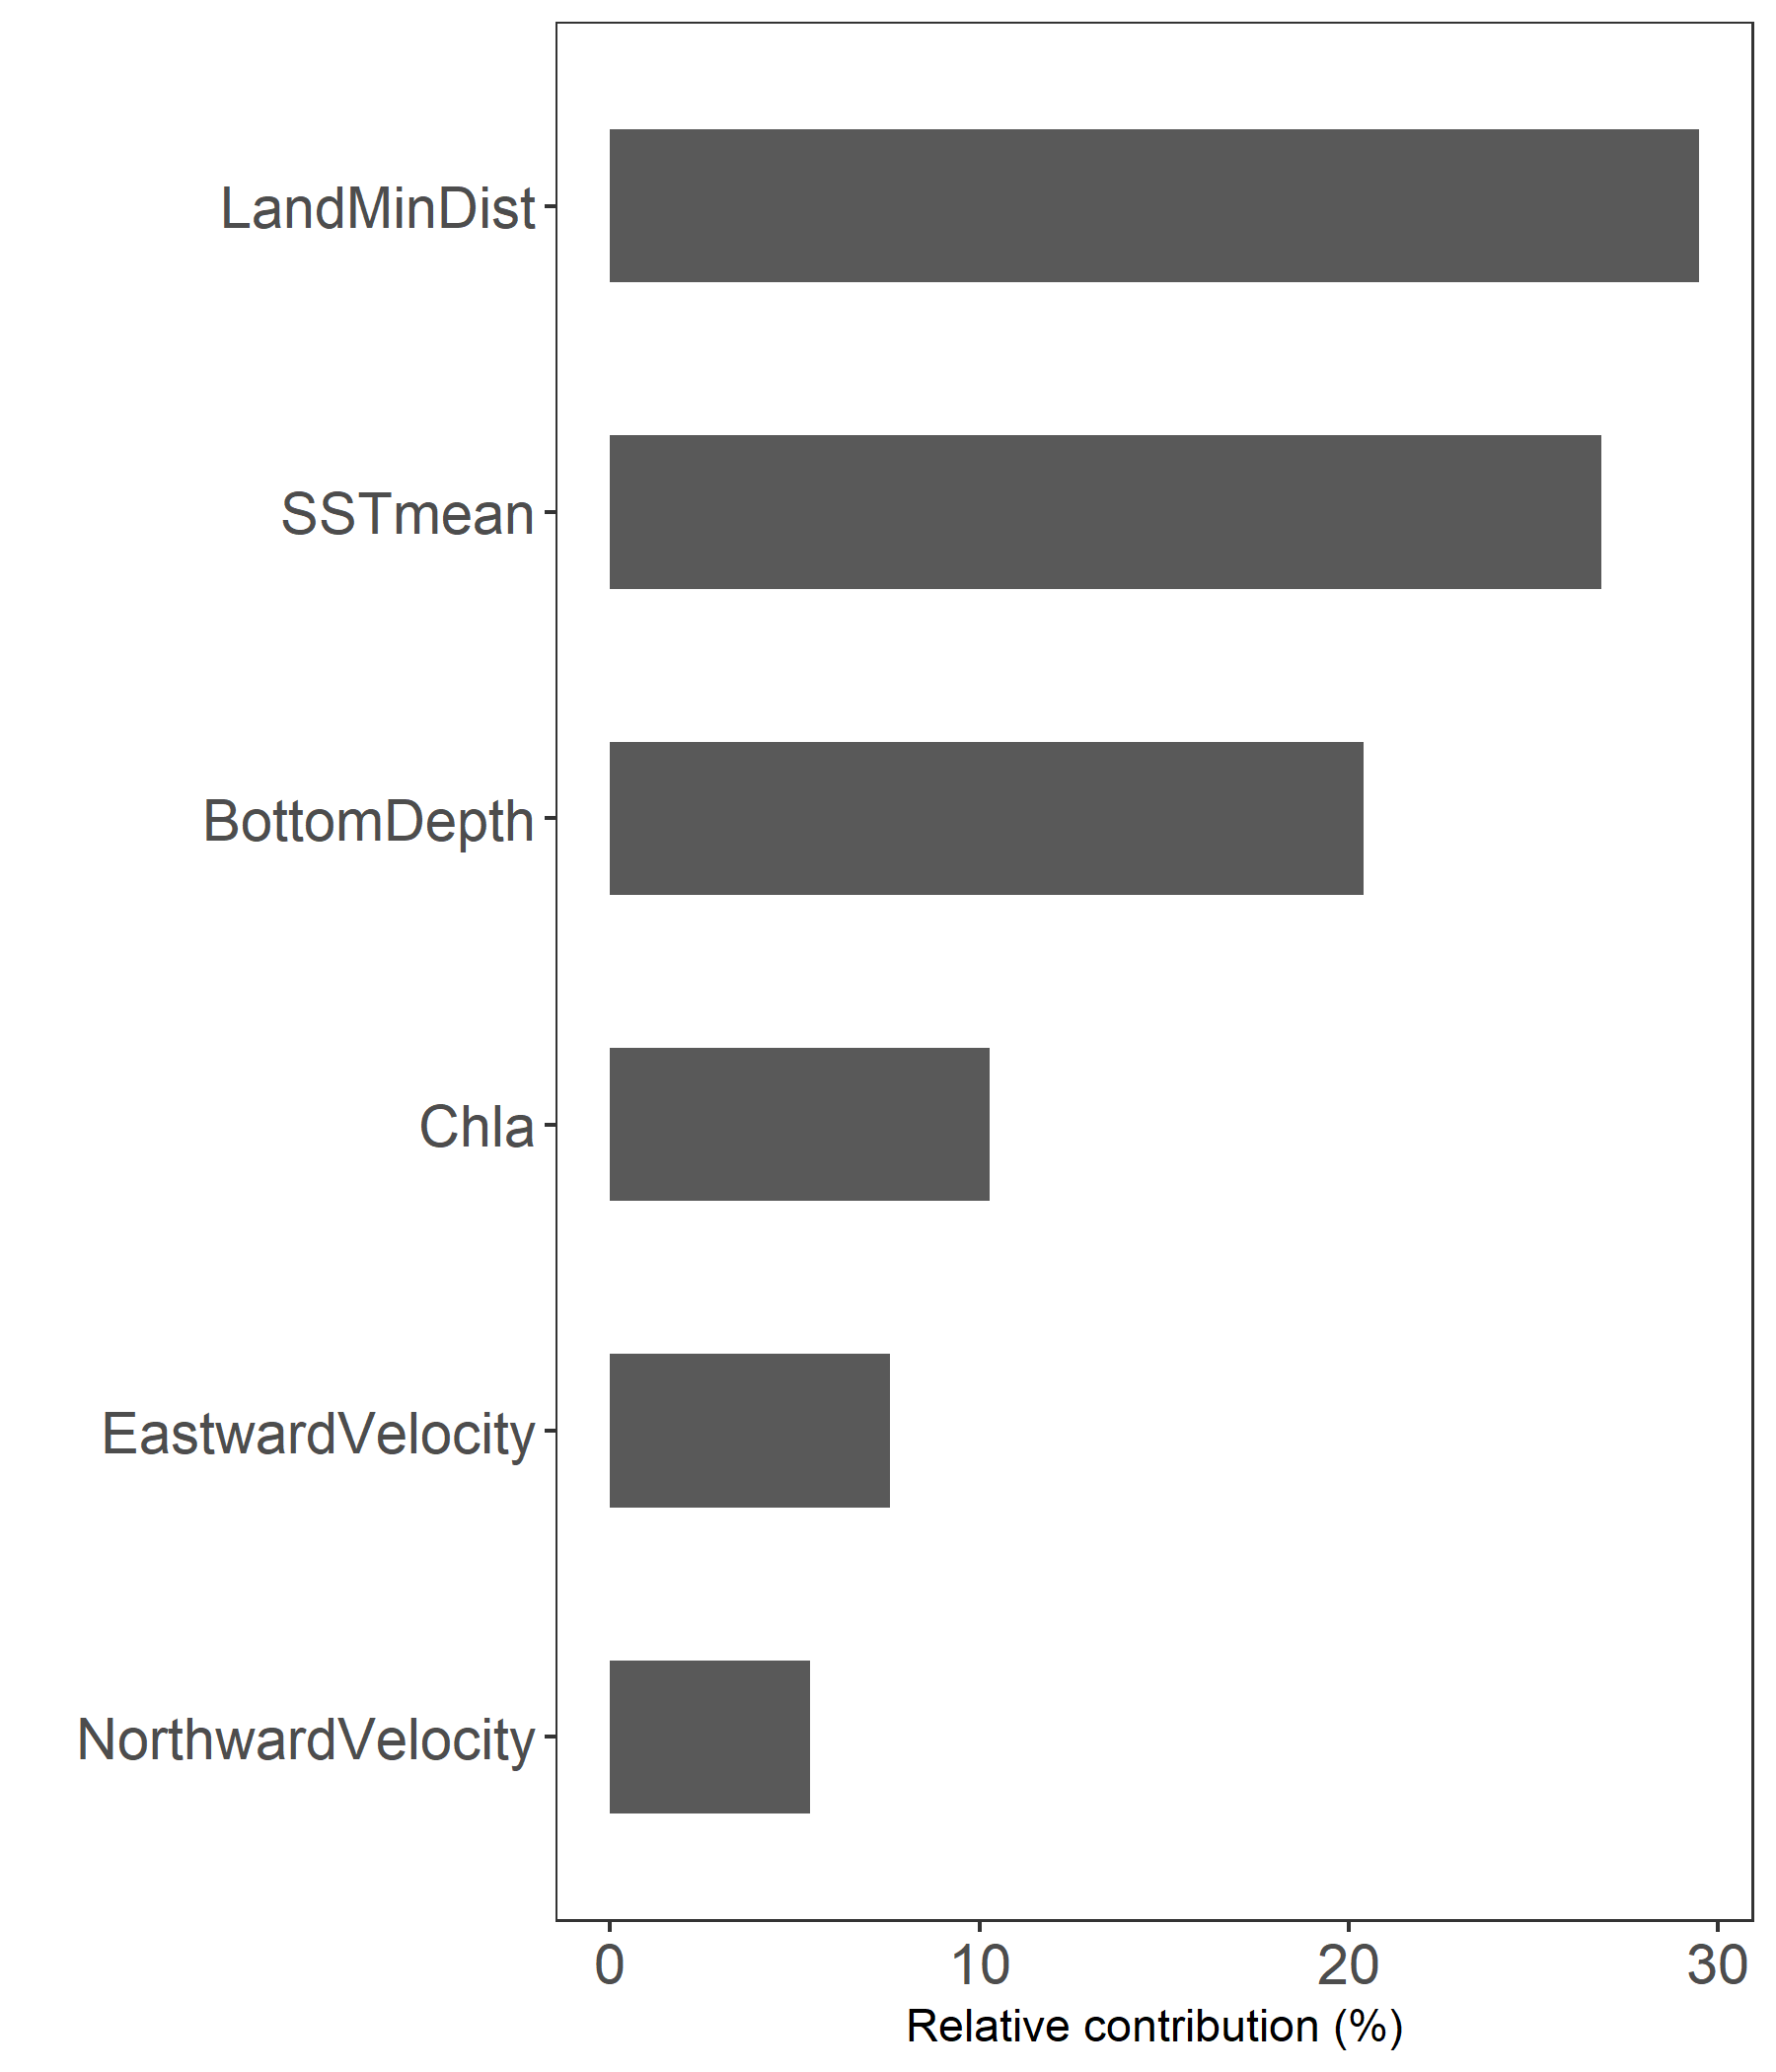 LandMinDist
SSTmean
BottomDepth
Chla
EastwardVelocity
NorthwardVelocity
0 10 20 30
Relative contribution (%)